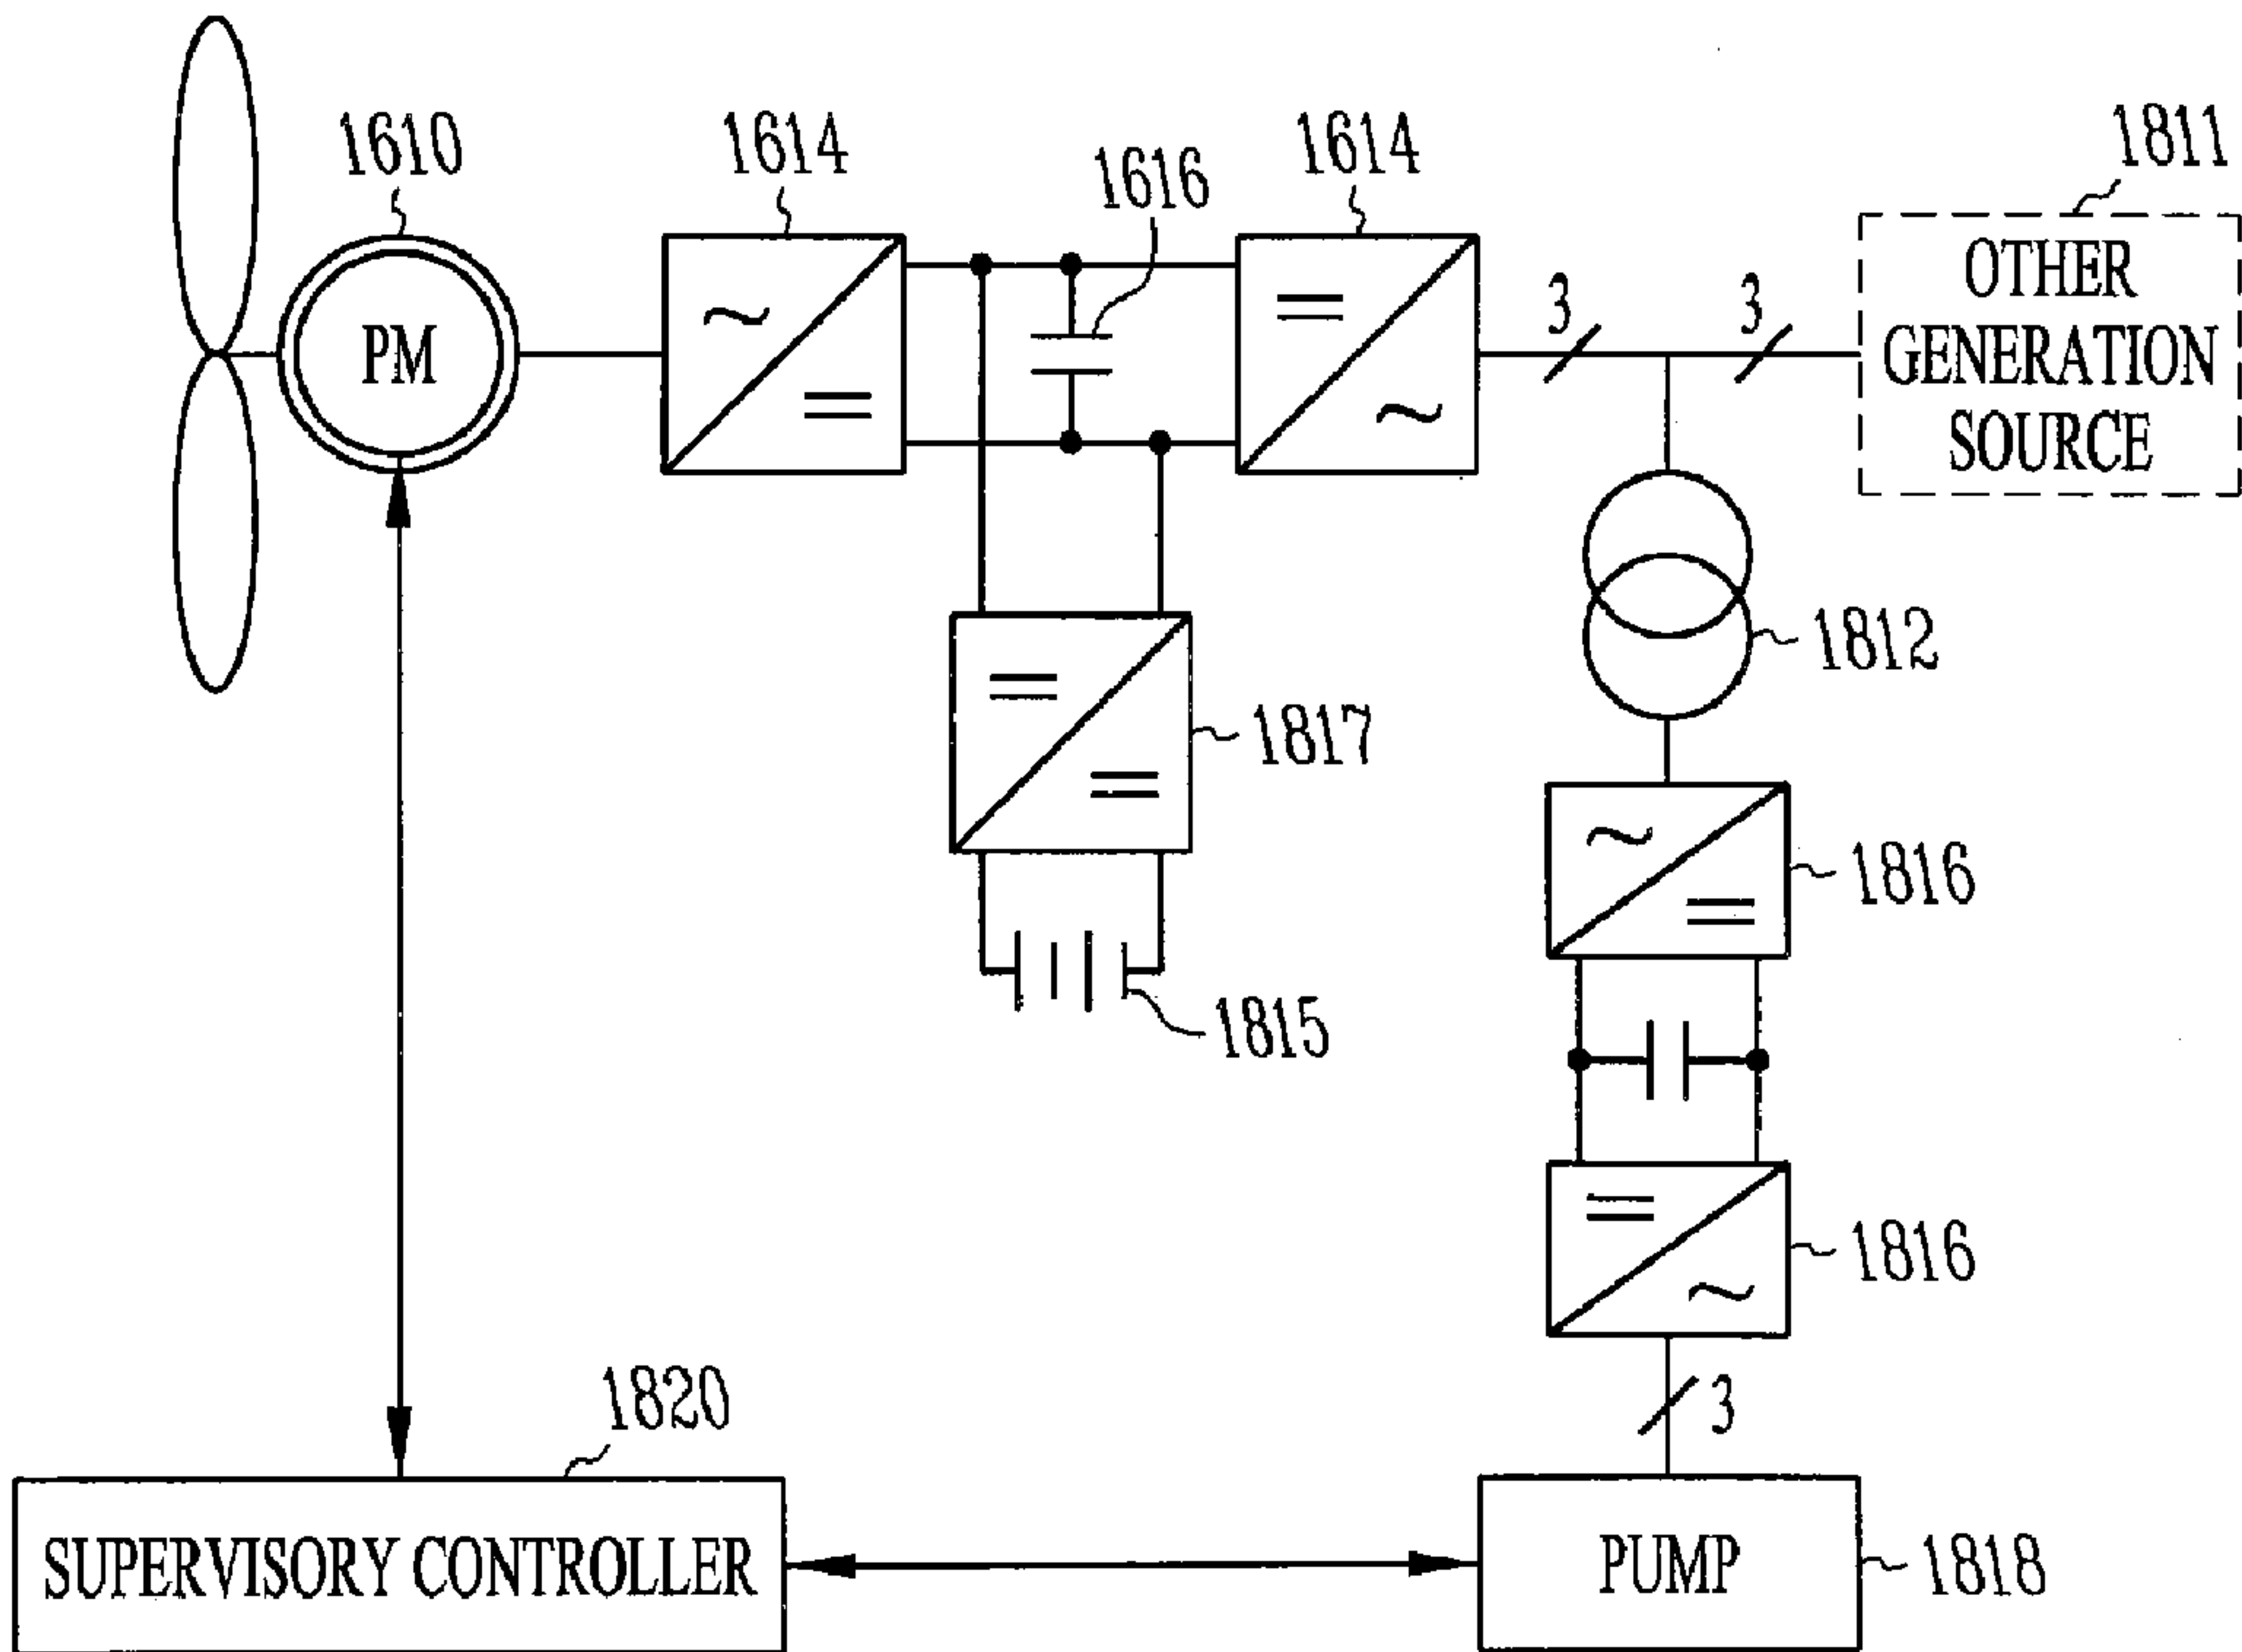 1610
1614
1616
1614
1811
PM
3
3
OTHER
GENERATION
SOURCE
1812
1817
1816
1815
1816
1820
3
SUPERVISORY CONTROLLER
PUMP
1818